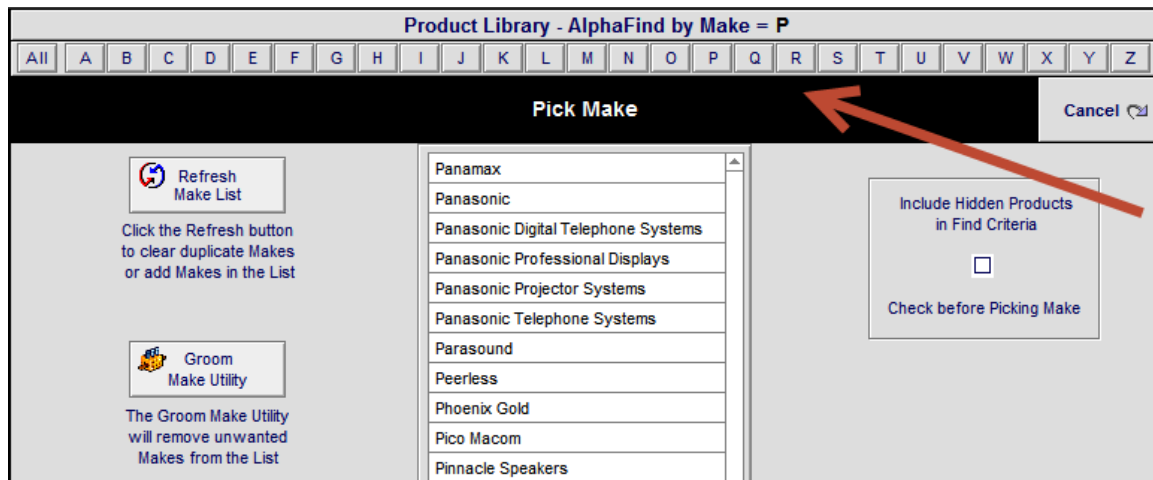 Product Library - AlphaFind by Make = P
All A B C D E F G H I J K L M N O P Q R S T U V W X Y Z
Pick Make
Cancel
Refresh
Make List
Click the Refresh button
to clear duplicate Makes
or add Makes in the List
Groom
Make Utility
The Groom Make Utility
will remove unwanted
Makes from the List
Panamax
Panasonic
Panasonic Digital Telephone Systems
Panasonic Professional Displays
Panasonic Projector Systems
Panasonic Telephone Systems
Parasound
Peerless
Phoenix Gold
Pico Macom
Pinnacle Speakers
Include Hidden Products
in Find Criteria
Check before Picking Make